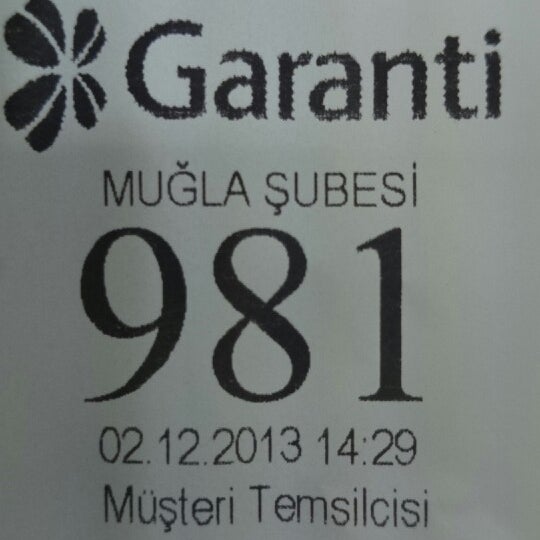 Garanti
MUĞLA ŞUBESİ
981
02.12.2013 14:29
Müşteri Temsilcisi